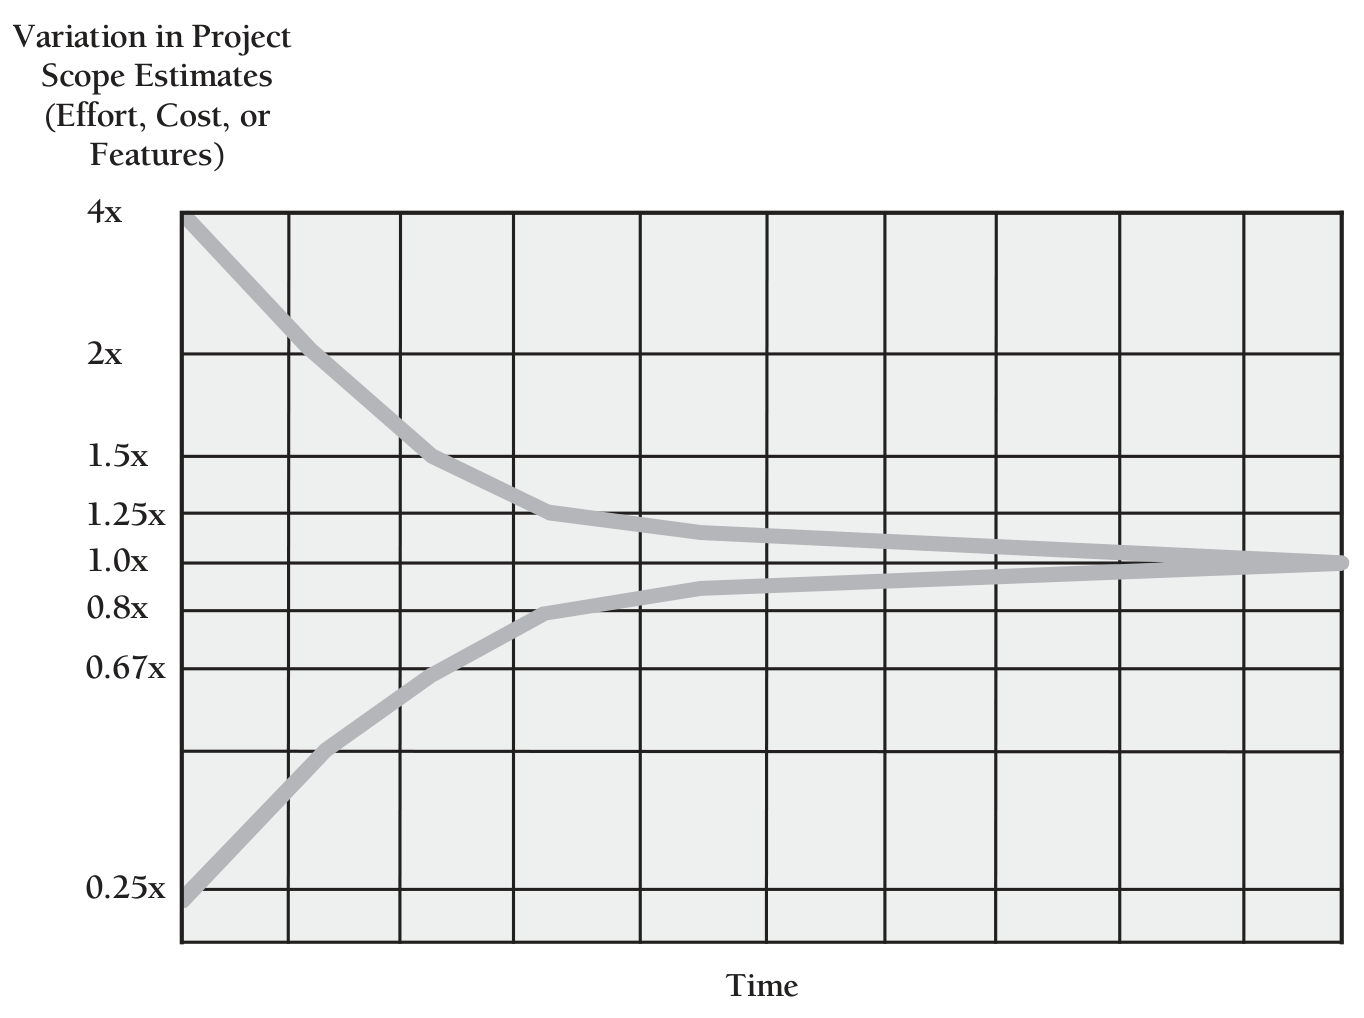 Variation in Project
Scope Estimates
(Effort, Cost, or
Features)
4x
2x
1.5x
1.25x
1.0x
0.8x
0.67x
0.25x
Time